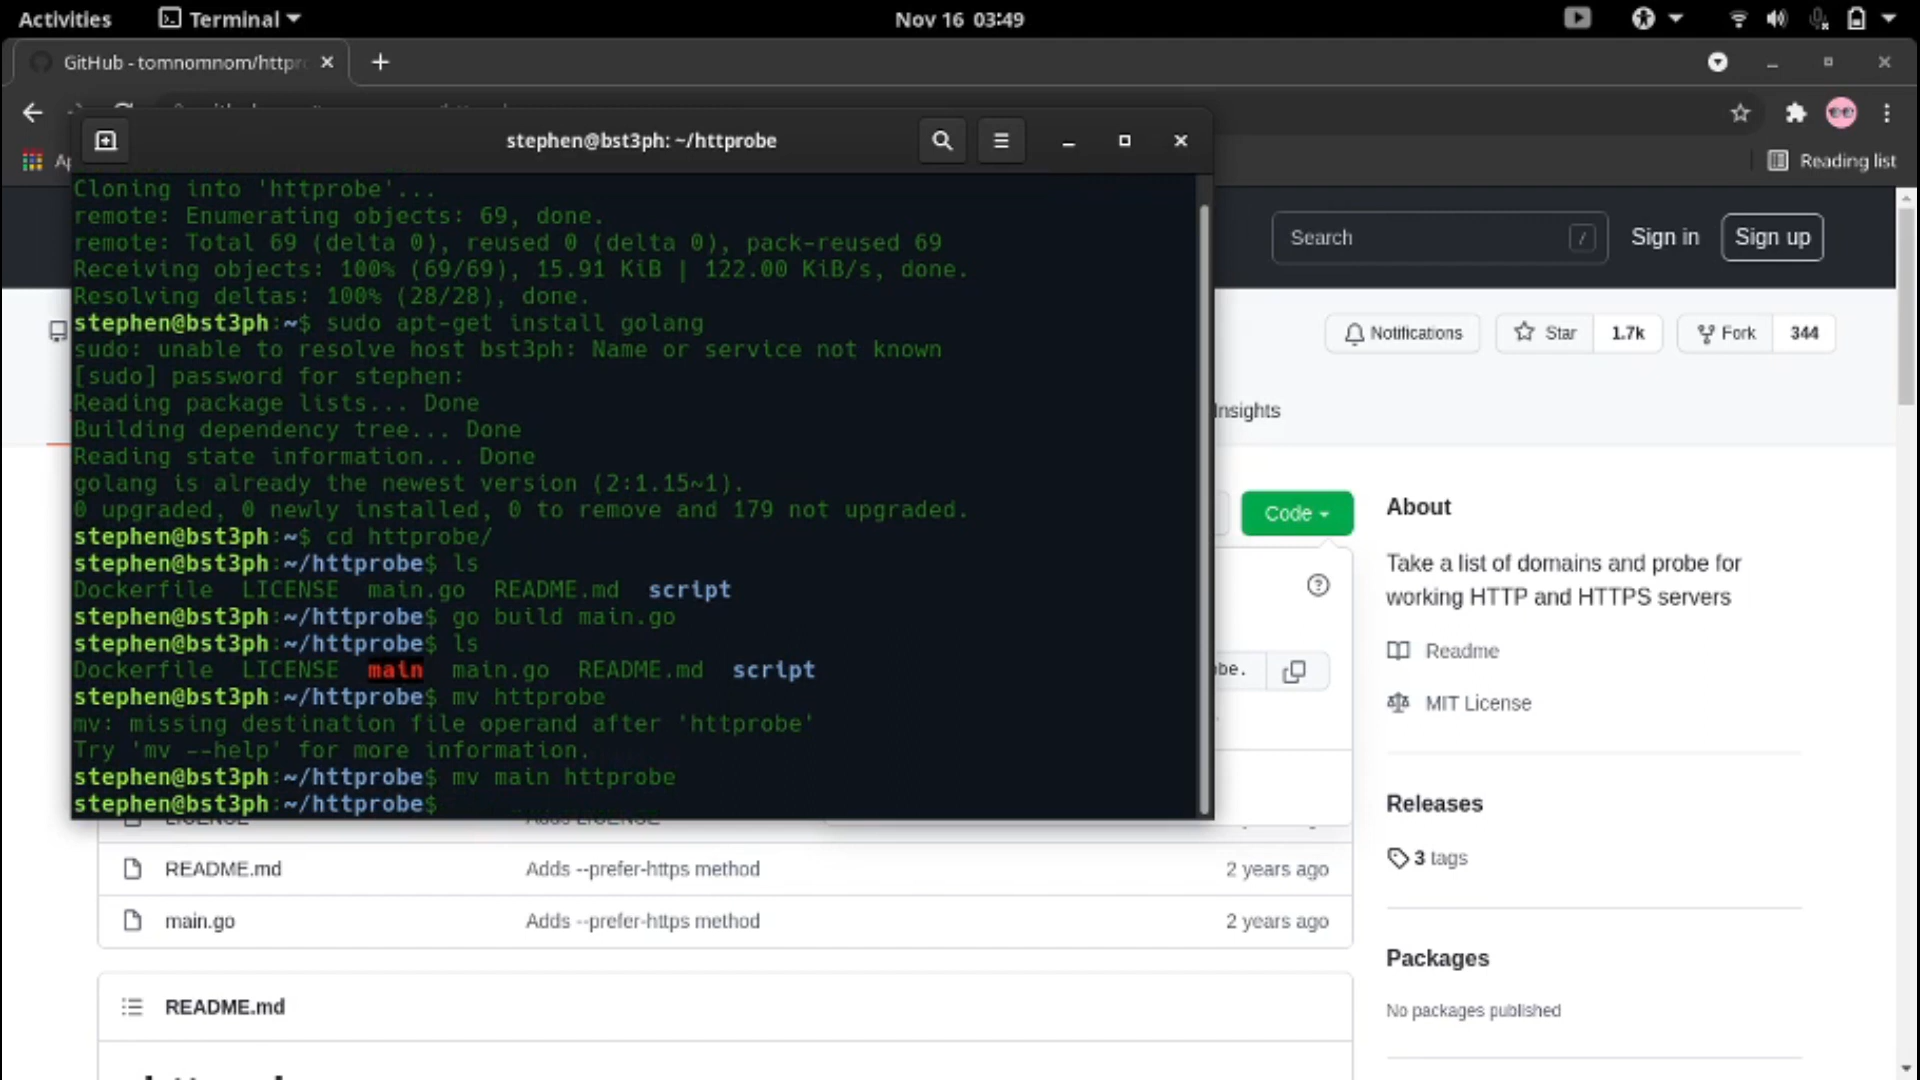 Activities
Terminal
Nov 16 03:49
GitHub - tomnomnom/httpr
stephen@bst3ph: ~/httprobe
Reading list
Cloning into 'httprobe'...
remote: Enumerating objects: 69, done.
remote: Total 69 (delta 0), reused 0 (delta 0), pack-reused 69
Receiving objects: 100% (69/69), 15.91 KiB | 122.00 KiB/s, done.
Resolving deltas: 100% (28/28), done.
stephen@bst3ph:~$ sudo apt-get install golang
sudo: unable to resolve host bst3ph: Name or service not known
[sudo] password for stephen:
Reading package lists... Done
Building dependency tree... Done
Reading state information... Done
golang is already the newest version (2:1.15~1).
0 upgraded, 0 newly installed, 0 to remove and 179 not upgraded.
stephen@bst3ph:~$ cd httprobe/
stephen@bst3ph:~/httprobe$ ls
Dockerfile LICENSE main.go README.md script
stephen@bst3ph:~/httprobe$ go build main.go
stephen@bst3ph:~/httprobe$ ls
Dockerfile LICENSE main main.go README.md script
stephen@bst3ph:~/httprobe$ mv httprobe
mv: missing destination file operand after 'httprobe'
Try 'mv --help' for more information.
stephen@bst3ph:~/httprobe$ mv main httprobe
stephen@bst3ph:~/httprobe$
Search /
Sign in
Sign up
Notifications
Star 1.7k
Fork 344
Insights
Code
be.
LICENSE Adds LICENSE
README.md Adds --prefer-https method 2 years ago
main.go Adds --prefer-https method 2 years ago
README.md
About
Take a list of domains and probe for
working HTTP and HTTPS servers
Readme
MIT License
Releases
3 tags
Packages
No packages published